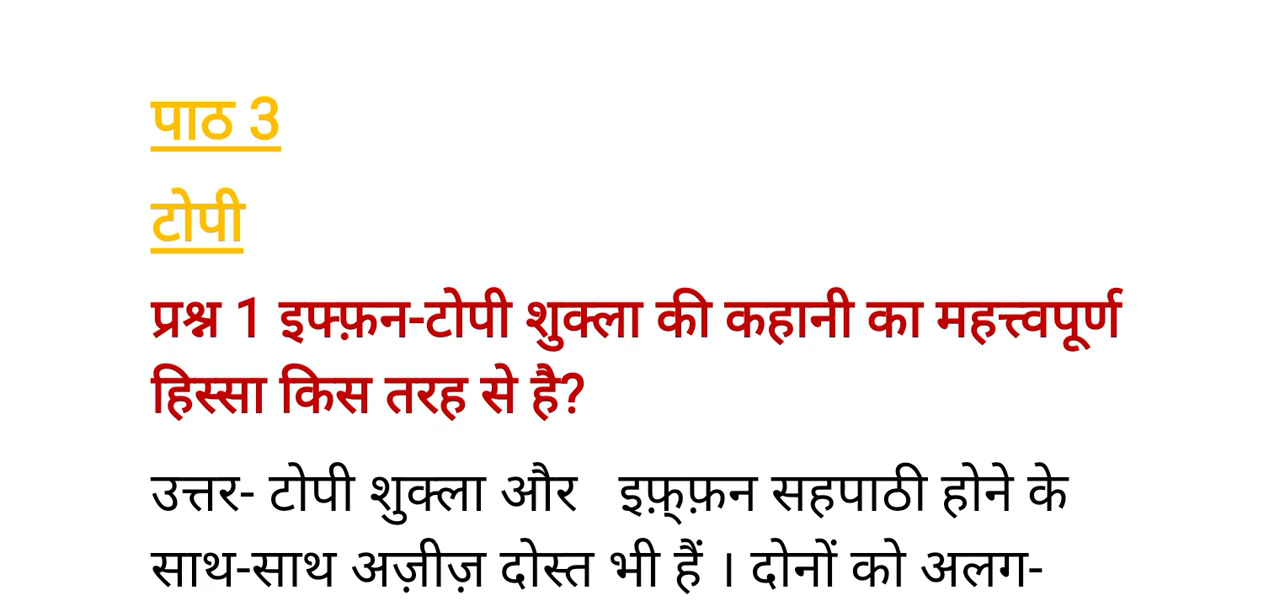 पाठ 3
टोपी
प्रश्न 1 इफ्फ़न-टोपी शुक्ला की कहानी का महत्त्वपूर्ण
हिस्सा किस तरह से है?
उत्तर- टोपी शुक्ला और इफ़्फ़न सहपाठी होने के
साथ-साथ अज़ीज़ दोस्त भी हैं । दोनों को अलग-